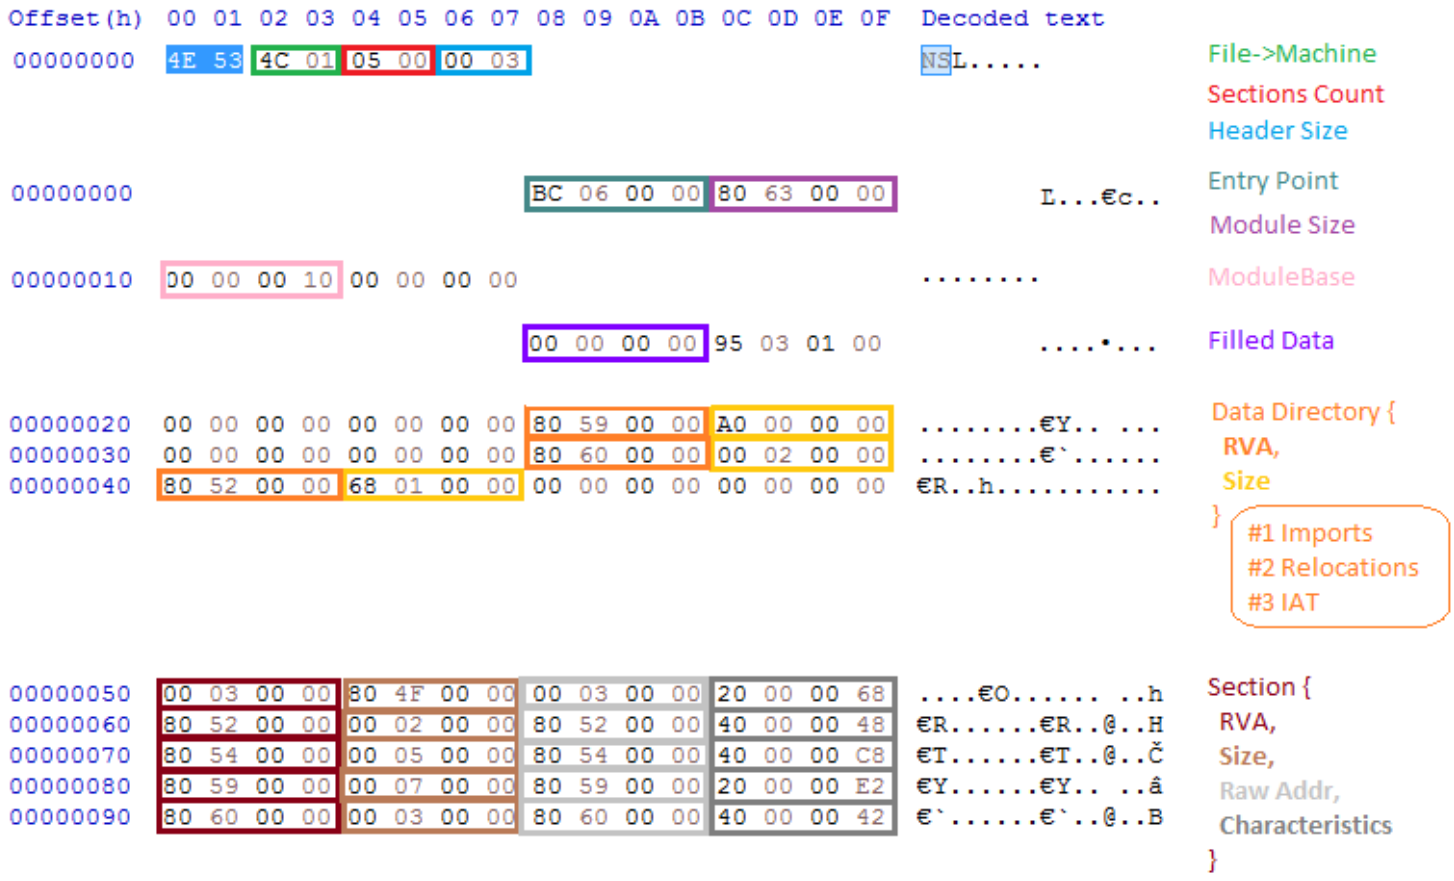 Offset(h) 00 01 02 03 04 05 06 07 08 09 0A 0B 0C 0D 0E 0F Decoded text
00000000 4E 53 4C 01 05 00 00 03 NSL..... File->Machine
Sections Count
Header Size
00000000 BC 06 00 00 80 63 00 00 L...€c.. Entry Point
Module Size
00000010 00 00 00 10 00 00 00 00 ........ ModuleBase
00 00 00 00 95 03 01 00 ....•... Filled Data
00000020 00 00 00 00 00 00 00 00 80 59 00 00 A0 00 00 00 ........€Y.. ... Data Directory {
00000030 00 00 00 00 00 00 00 00 80 60 00 00 00 02 00 00 ........€`...... RVA,
00000040 80 52 00 00 68 01 00 00 00 00 00 00 00 00 00 00 €R..h........... Size
}
#1 Imports
#2 Relocations
#3 IAT
00000050 00 03 00 00 80 4F 00 00 00 03 00 00 20 00 00 68 ....€O...... ..h Section {
00000060 80 52 00 00 00 02 00 00 80 52 00 00 40 00 00 48 €R......€R..@..H RVA,
00000070 80 54 00 00 00 05 00 00 80 54 00 00 40 00 00 C8 €T......€T..@..Č Size,
00000080 80 59 00 00 00 07 00 00 80 59 00 00 20 00 00 E2 €Y......€Y.. ..â Raw Addr,
00000090 80 60 00 00 00 03 00 00 80 60 00 00 40 00 00 42 €`......€`..@..B Characteristics
}